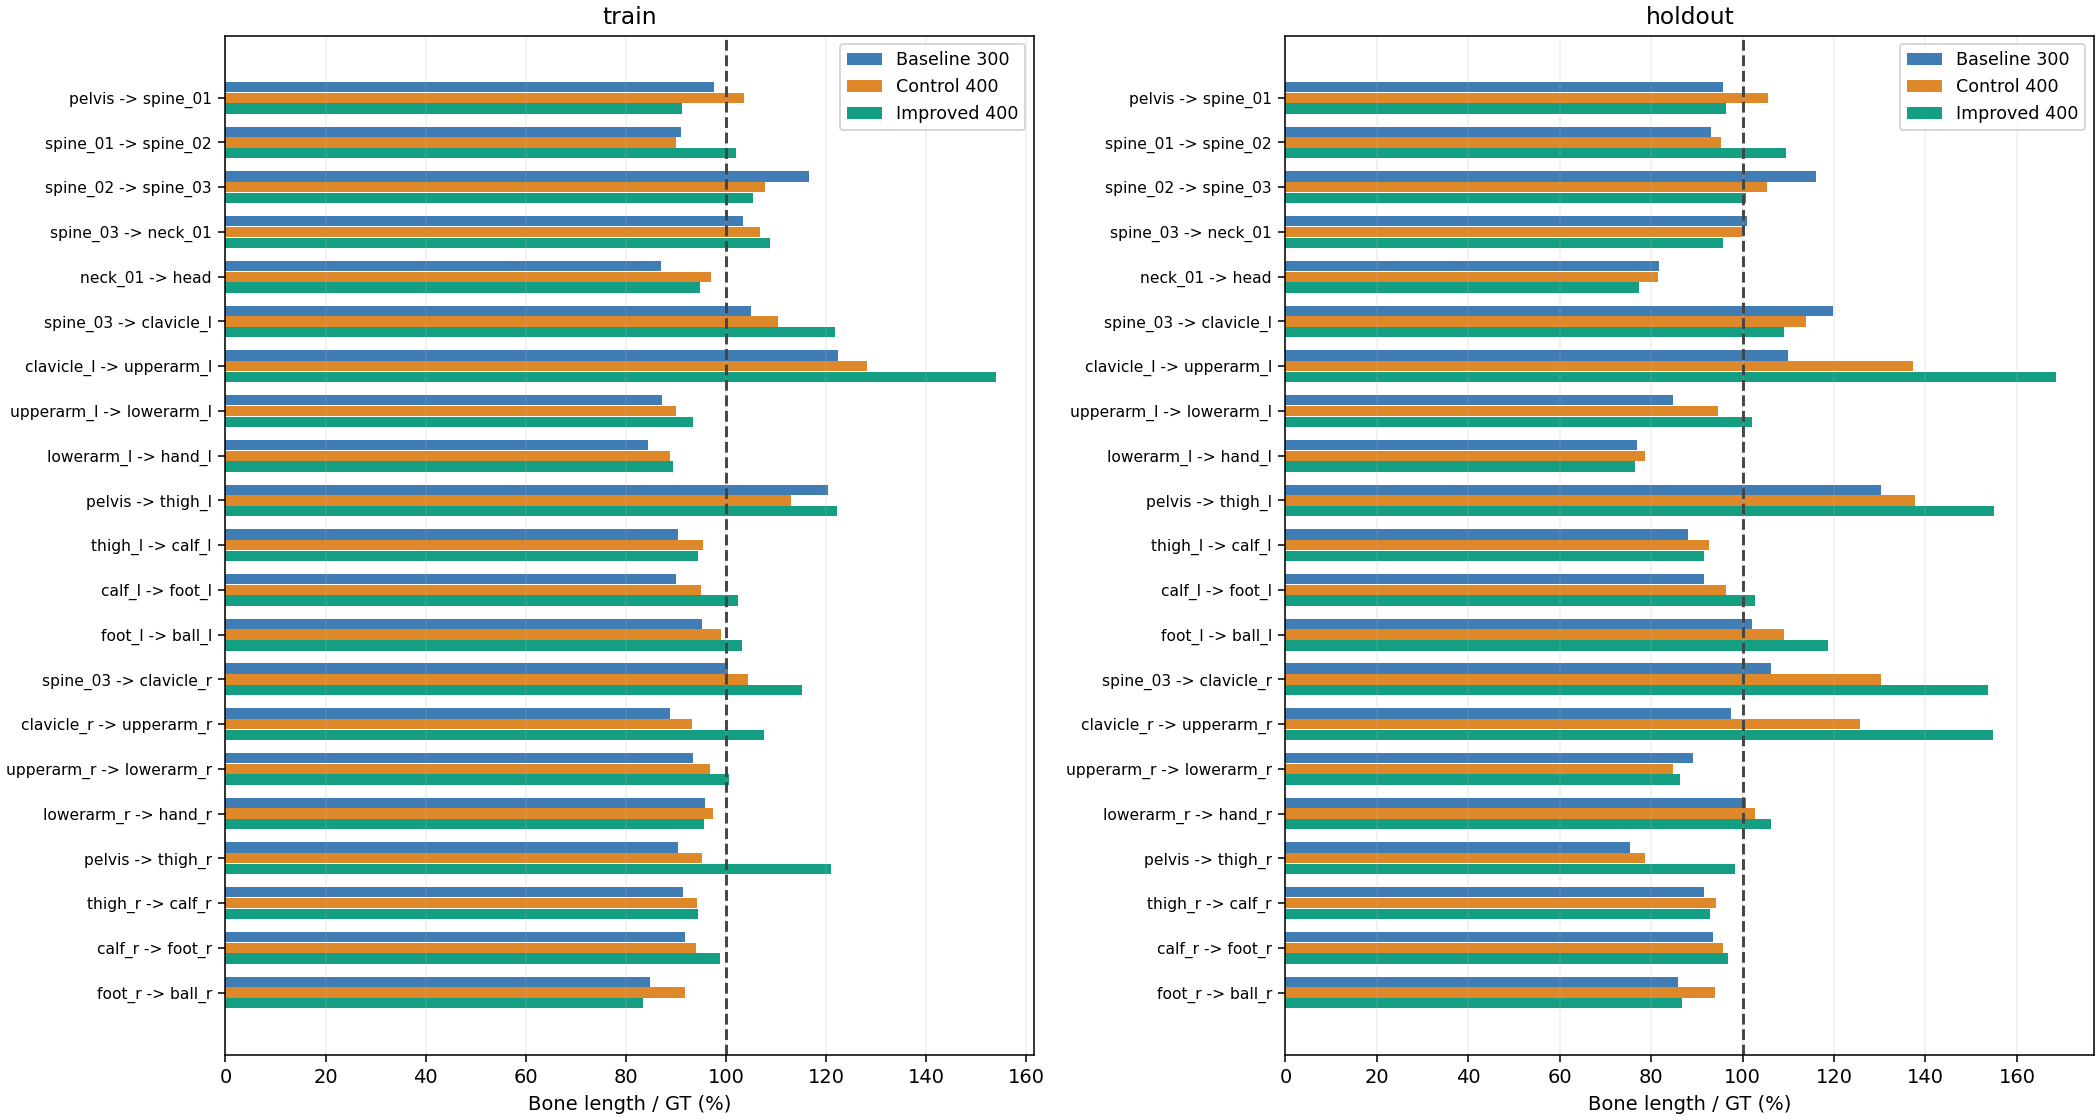 train
Baseline 300
Control 400
Improved 400
pelvis -> spine_01
spine_01 -> spine_02
spine_02 -> spine_03
spine_03 -> neck_01
neck_01 -> head
spine_03 -> clavicle_l
clavicle_l -> upperarm_l
upperarm_l -> lowerarm_l
lowerarm_l -> hand_l
pelvis -> thigh_l
thigh_l -> calf_l
calf_l -> foot_l
foot_l -> ball_l
spine_03 -> clavicle_r
clavicle_r -> upperarm_r
upperarm_r -> lowerarm_r
lowerarm_r -> hand_r
pelvis -> thigh_r
thigh_r -> calf_r
calf_r -> foot_r
foot_r -> ball_r
0 20 40 60 80 100 120 140 160
Bone length / GT (%)
holdout
Baseline 300
Control 400
Improved 400
pelvis -> spine_01
spine_01 -> spine_02
spine_02 -> spine_03
spine_03 -> neck_01
neck_01 -> head
spine_03 -> clavicle_l
clavicle_l -> upperarm_l
upperarm_l -> lowerarm_l
lowerarm_l -> hand_l
pelvis -> thigh_l
thigh_l -> calf_l
calf_l -> foot_l
foot_l -> ball_l
spine_03 -> clavicle_r
clavicle_r -> upperarm_r
upperarm_r -> lowerarm_r
lowerarm_r -> hand_r
pelvis -> thigh_r
thigh_r -> calf_r
calf_r -> foot_r
foot_r -> ball_r
0 20 40 60 80 100 120 140 160
Bone length / GT (%)